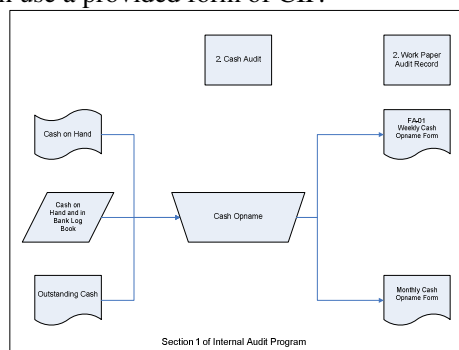 n use a provided form of CIF.
2. Cash Audit
2. Work Paper
Audit Record
Cash on Hand
FA-01
Weekly Cash
Opname Form
Cash on
Hand and in
Bank Log
Book
Cash Opname
Outstanding Cash
Monthly Cash
Opname Form
Section 1 of Internal Audit Program